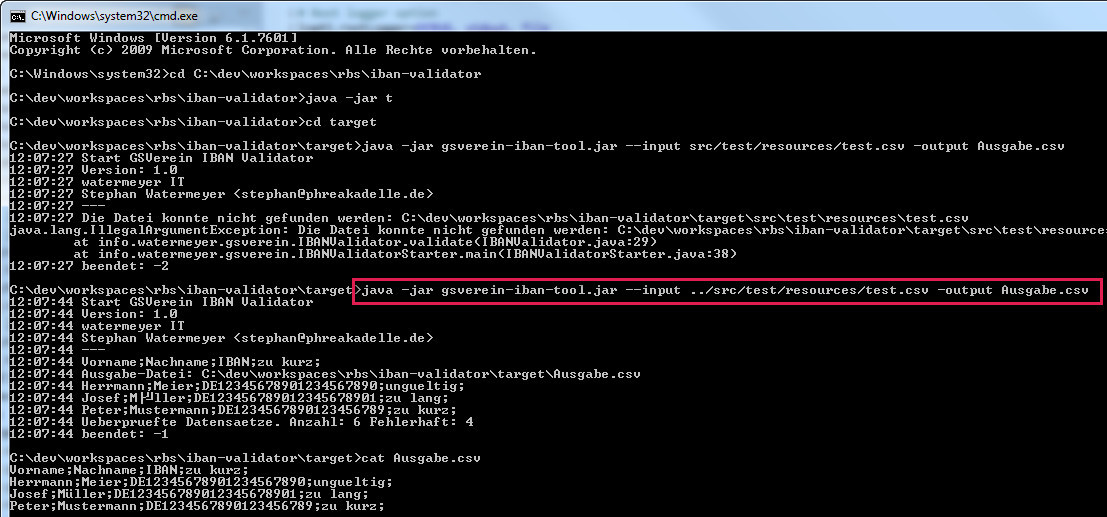 C:\Windows\system32\cmd.exe
Microsoft Windows [Version 6.1.7601]
Copyright (c) 2009 Microsoft Corporation. Alle Rechte vorbehalten.
C:\Windows\system32>cd C:\dev\workspaces\rbs\iban-validator
C:\dev\workspaces\rbs\iban-validator>java -jar t
C:\dev\workspaces\rbs\iban-validator>cd target
C:\dev\workspaces\rbs\iban-validator\target>java -jar gsverein-iban-tool.jar --input src/test/resources/test.csv -output Ausgabe.csv
12:07:27 Start GSVerein IBAN Validator
12:07:27 Version: 1.0
12:07:27 watermeyer IT
12:07:27 Stephan Watermeyer <stephan@phreakadelle.de>
12:07:27 ---
12:07:27 Die Datei konnte nicht gefunden werden: C:\dev\workspaces\rbs\iban-validator\target\src\test\resources\test.csv
java.lang.IllegalArgumentException: Die Datei konnte nicht gefunden werden: C:\dev\workspaces\rbs\iban-validator\target\src\test\resources
at info.watermeyer.gsverein.IBANValidator.validate(IBANValidator.java:29)
at info.watermeyer.gsverein.IBANValidatorStarter.main(IBANValidatorStarter.java:38)
12:07:27 beendet: -2
C:\dev\workspaces\rbs\iban-validator\target>java -jar gsverein-iban-tool.jar --input ../src/test/resources/test.csv -output Ausgabe.csv
12:07:44 Start GSVerein IBAN Validator
12:07:44 Version: 1.0
12:07:44 watermeyer IT
12:07:44 Stephan Watermeyer <stephan@phreakadelle.de>
12:07:44 ---
12:07:44 Vorname;Nachname;IBAN;zu kurz;
12:07:44 Ausgabe-Datei: C:\dev\workspaces\rbs\iban-validator\target\Ausgabe.csv
12:07:44 Herrmann;Meier;DE12345678901234567890;ungueltig;
12:07:44 Josef;M├╝ller;DE123456789012345678901;zu lang;
12:07:44 Peter;Mustermann;DE1234567890123456789;zu kurz;
12:07:44 Ueberpruefte Datensaetze. Anzahl: 6 Fehlerhaft: 4
12:07:44 beendet: -1
C:\dev\workspaces\rbs\iban-validator\target>cat Ausgabe.csv
Vorname;Nachname;IBAN;zu kurz;
Herrmann;Meier;DE12345678901234567890;ungueltig;
Josef;Müller;DE123456789012345678901;zu lang;
Peter;Mustermann;DE1234567890123456789;zu kurz;